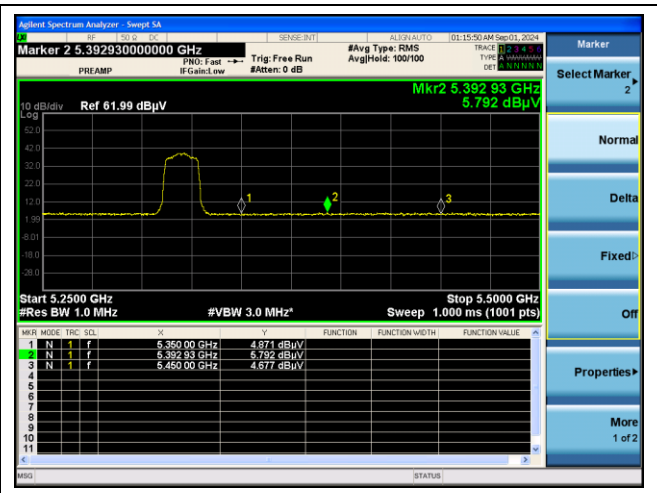 Agilent Spectrum Analyzer - Swept SA
RF 50 Ω DC SENSE:INT ALIGN AUTO 01:15:50 AM Sep 01, 2024
Marker 2 5.392930000000 GHz
PNO: Fast
IFGain:Low
Trig: Free Run
#Atten: 0 dB
#Avg Type: RMS
Avg|Hold: 100/100
TRACE 1 2 3 4 5 6
TYPE A
DET A N N N N N
PREAMP
Mkr2 5.392 93 GHz
5.792 dBµV
10 dB/div Ref 61.99 dBµV
Log
52.0
42.0
32.0
22.0
12.0
1.99
-8.01
-18.0
-28.0
1
2
3
Start 5.2500 GHz Stop 5.5000 GHz
#Res BW 1.0 MHz #VBW 3.0 MHz* Sweep 1.000 ms (1001 pts)
MKR MODE TRC SCL X Y FUNCTION FUNCTION WIDTH FUNCTION VALUE
1 N 1 f 5.350 00 GHz 4.871 dBµV
2 N 1 f 5.392 93 GHz 5.792 dBµV
3 N 1 f 5.450 00 GHz 4.677 dBµV
4
5
6
7
8
9
10
11
MSG STATUS
Marker
Select Marker
2
Normal
Delta
Fixed
Off
Properties
More
1 of 2